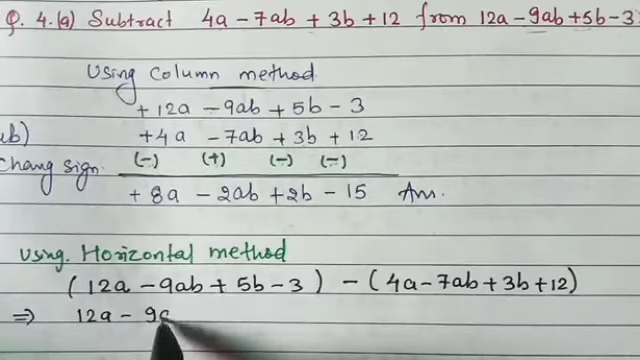 Q. 4.(a) Subtract 4a - 7ab + 3b + 12 from 12a - 9ab + 5b - 3
Using Column method
+12a - 9ab + 5b - 3
+4a - 7ab + 3b + 12
Chang sign. (-) (+) (-) (-)
+ 8a - 2ab + 2b - 15 Am.
Using. Horizontal method
(12a - 9ab + 5b - 3) - (4a - 7ab + 3b + 12)
⇒ 12a - 9a